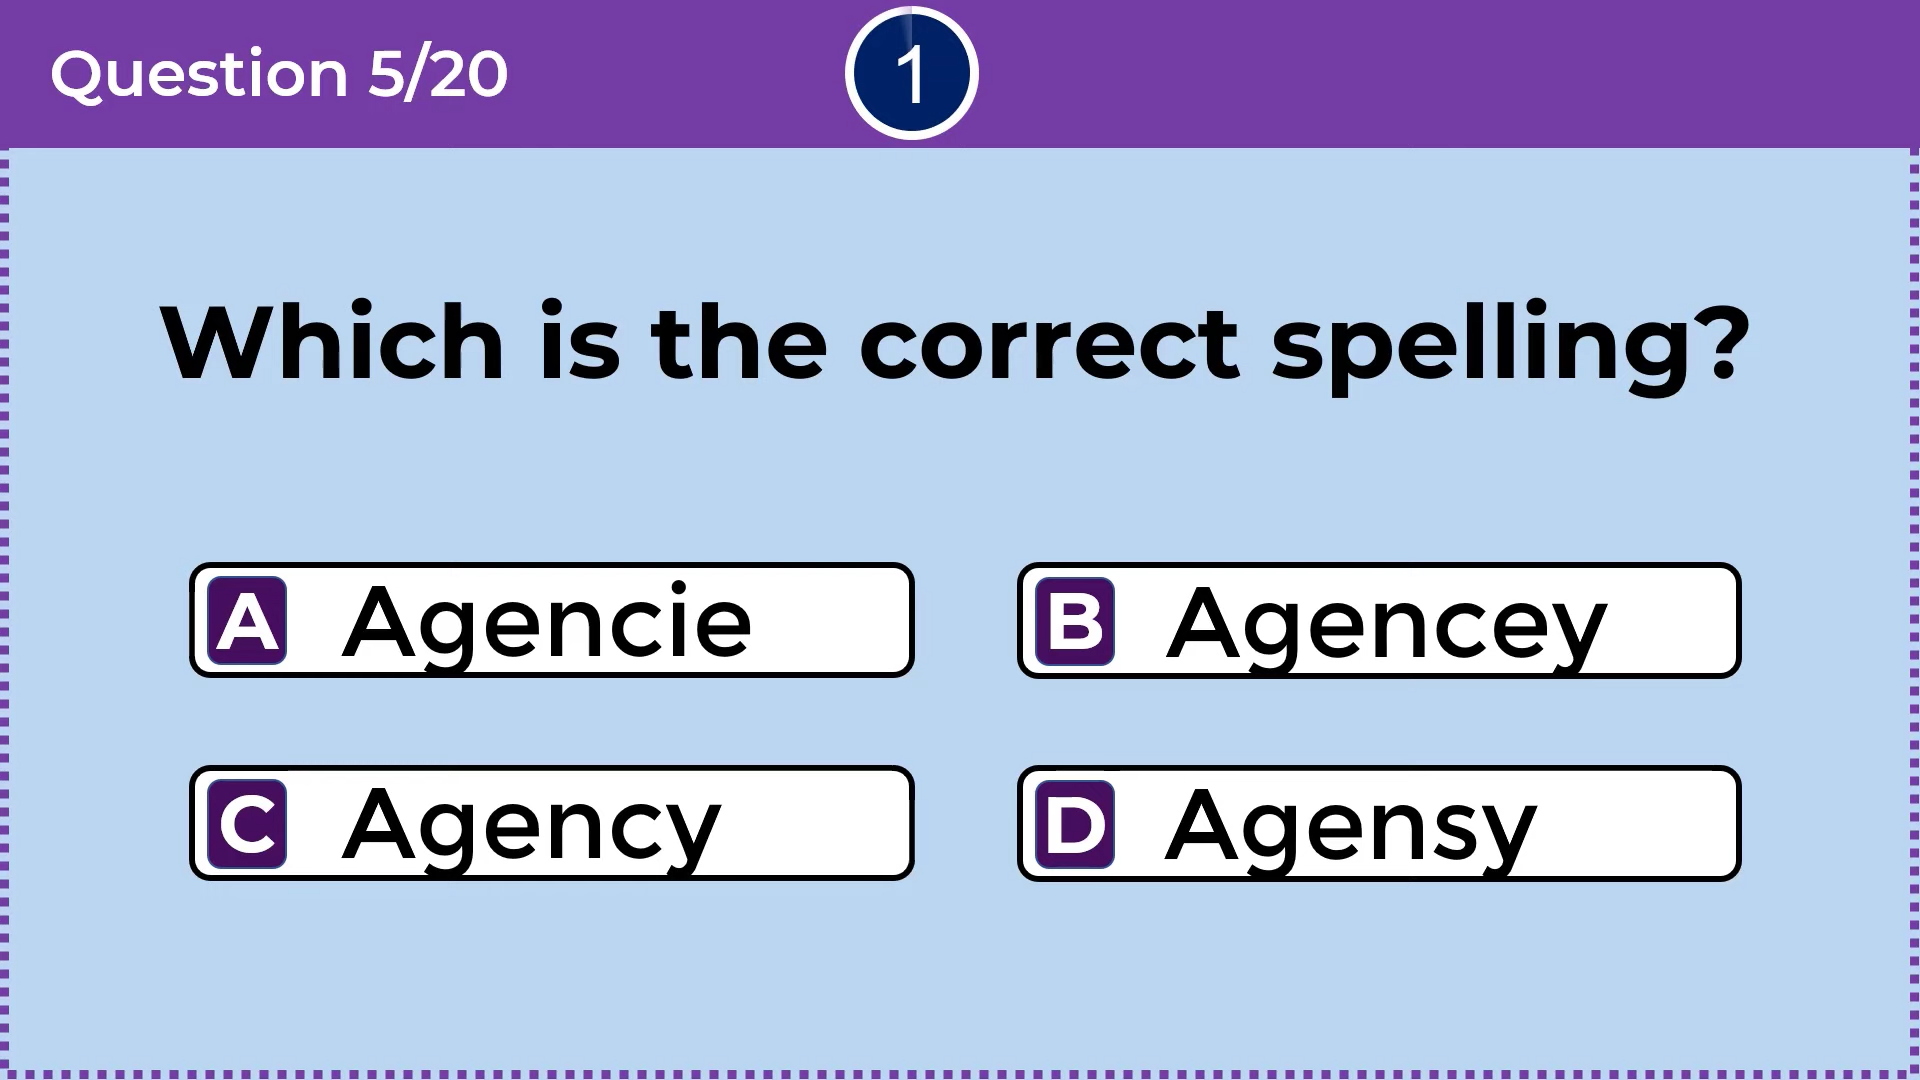 Question 5/20
1
Which is the correct spelling?
A Agencie
B Agencey
C Agency
D Agensy